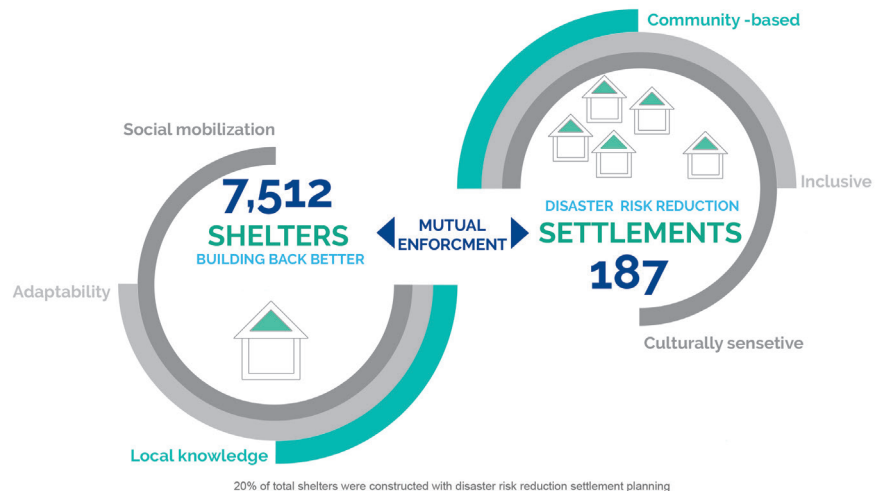 Community -based
Social mobilization
7,512
SHELTERS
BUILDING BACK BETTER
MUTUAL
ENFORCMENT
DISASTER RISK REDUCTION
SETTLEMENTS
187
Inclusive
Adaptability
Culturally sensetive
Local knowledge
20% of total shelters were constructed with disaster risk reduction settlement planning